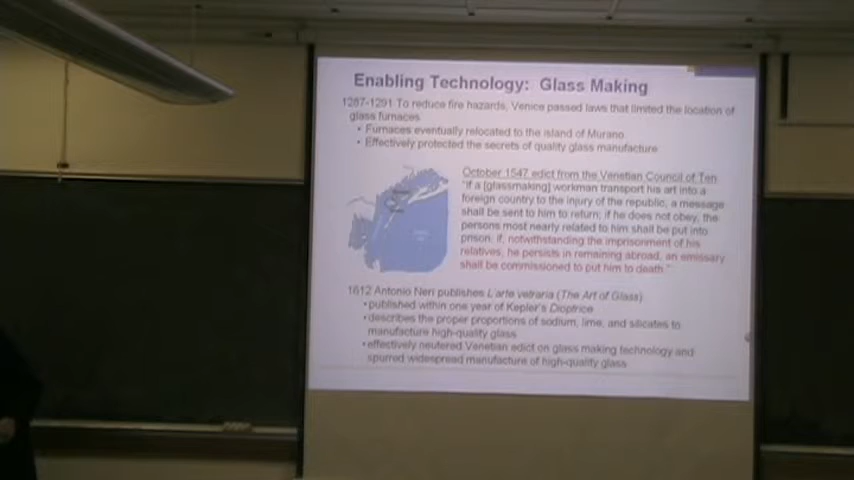 Enabling Technology: Glass Making
1287-1291 To reduce fire hazards, Venice passed laws that limited the location of
glass furnaces
• Furnaces eventually relocated to the island of Murano
• Effectively protected the secrets of quality glass manufacture
October 1547 edict from the Venetian Council of Ten
"If a [glassmaking] workman transport his art into a
foreign country to the injury of the republic, a message
shall be sent to him to return; if he does not obey, the
persons most nearly related to him shall be put into
prison; if, notwithstanding the imprisonment of his
relatives, he persists in remaining abroad, an emissary
shall be commissioned to put him to death."
1612 Antonio Neri publishes L'arte vetraria (The Art of Glass)
• published within one year of Kepler's Dioptrice
• describes the proper proportions of sodium, lime, and silicates to
manufacture high-quality glass
• effectively neutered Venetian edict on glass making technology and
spurred widespread manufacture of high-quality glass